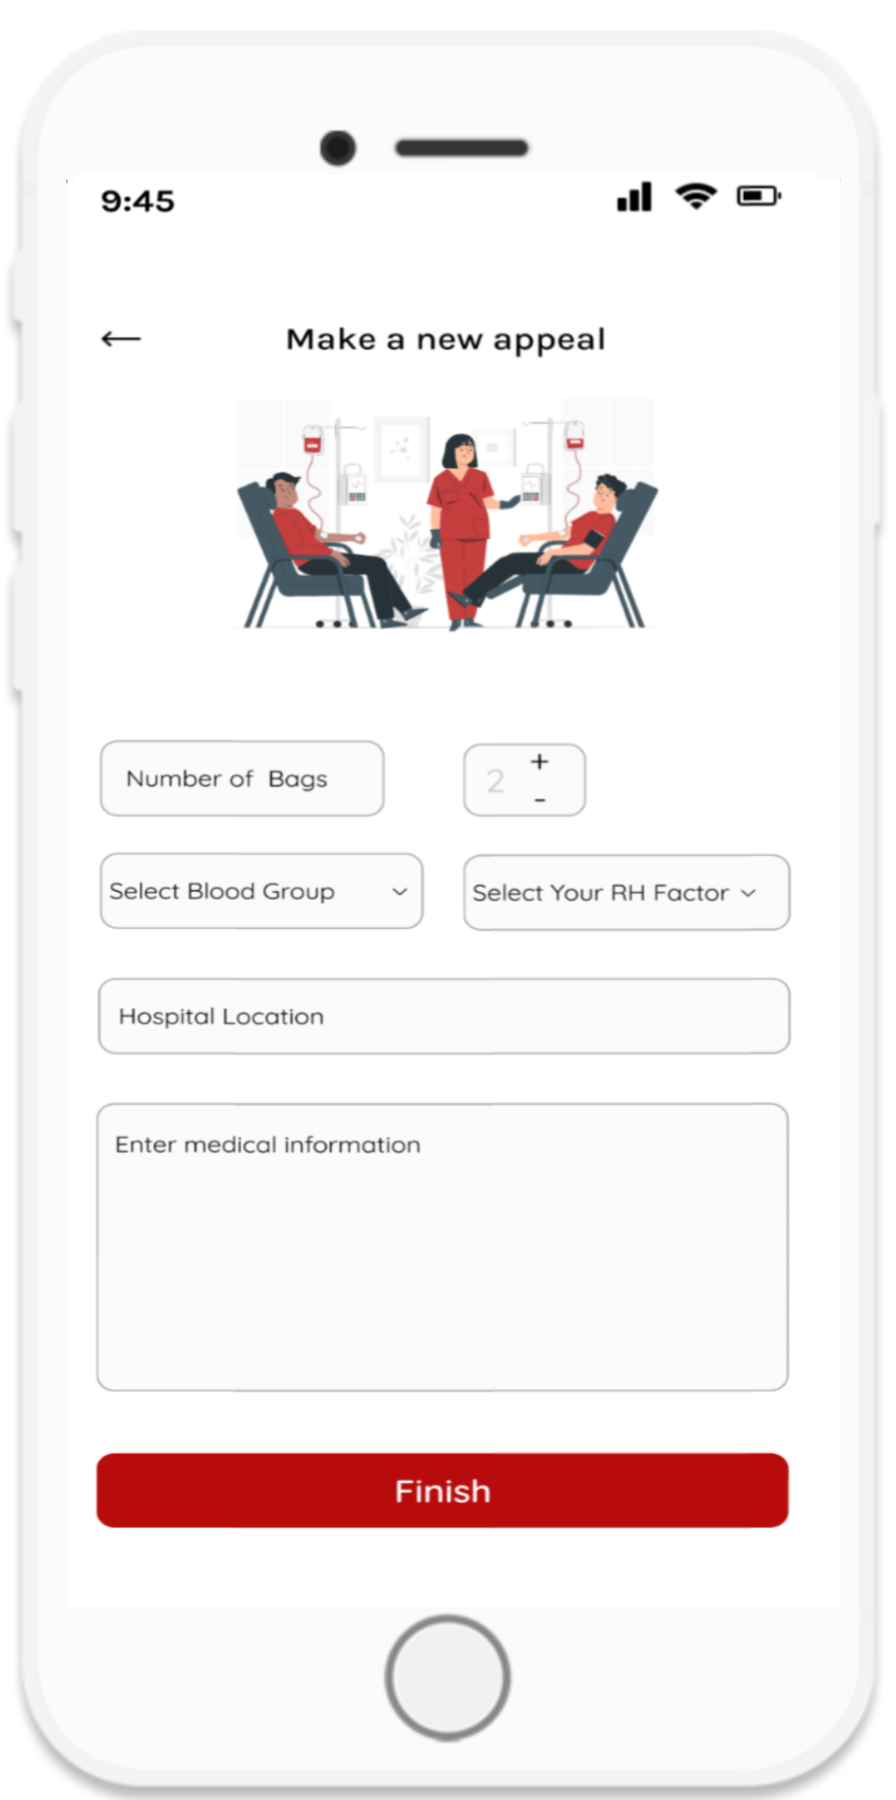 9:45
Make a new appeal
Number of Bags
2 + -
Select Blood Group
Select Your RH Factor
Hospital Location
Enter medical information
Finish